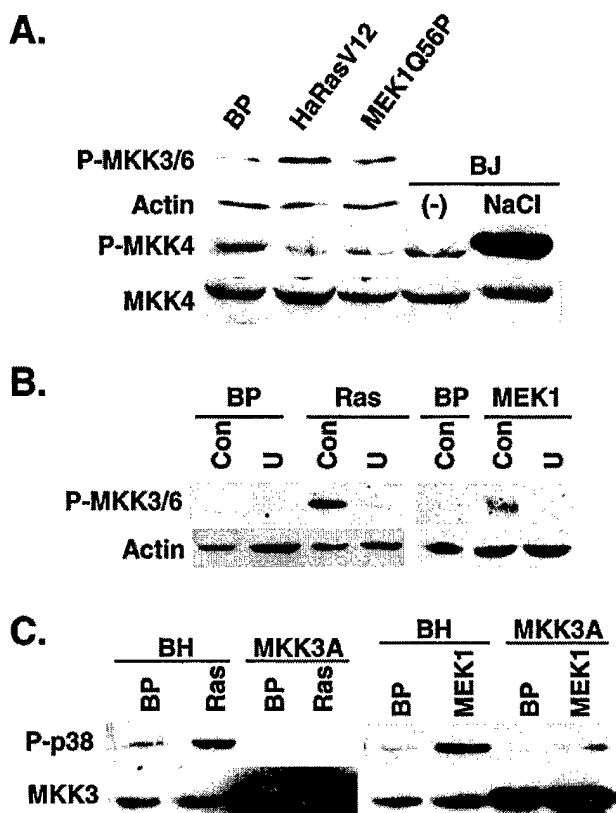 A.
BP HaRasV12 MEK1Q56P
P-MKK3/6
BJ
Actin (-) NaCl
P-MKK4
MKK4
B.
BP Ras BP MEK1
Con U Con U Con Con U
P-MKK3/6
Actin
C.
BH MKK3A BH MKK3A
BP Ras BP Ras BP MEK1 BP MEK1
P-p38
MKK3